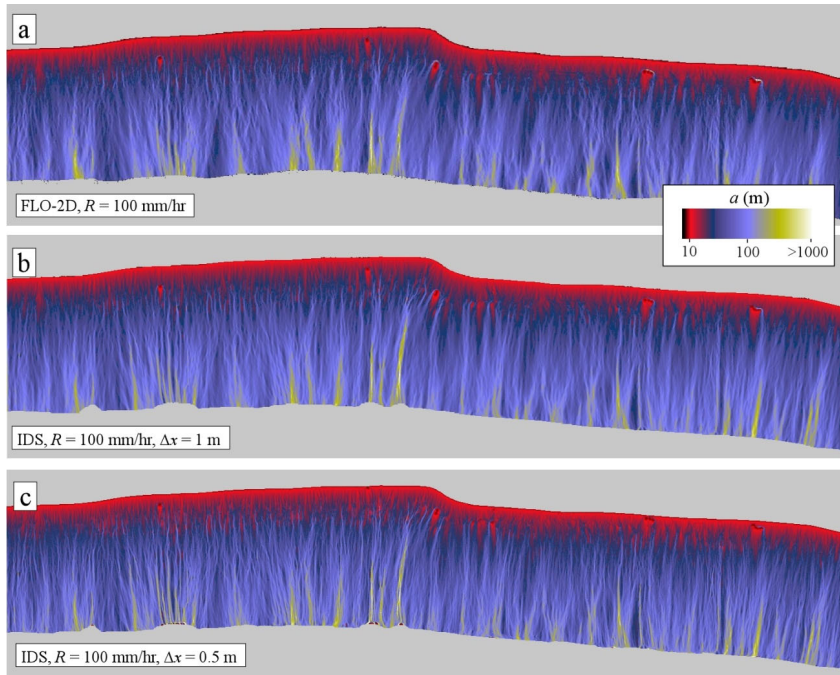 a
FLO-2D, R = 100 mm/hr
a (m)
10 100 >1000
b
IDS, R = 100 mm/hr, Δx = 1 m
c
IDS, R = 100 mm/hr, Δx = 0.5 m